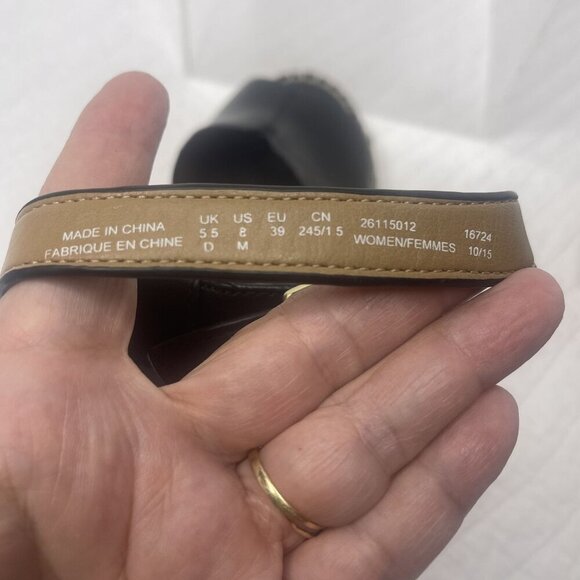 MADE IN CHINA
FABRIQUE EN CHINE
UK US EU CN
5 5 8 39 245/1 5
D M
26115012
WOMEN/FEMMES
16724
10/15